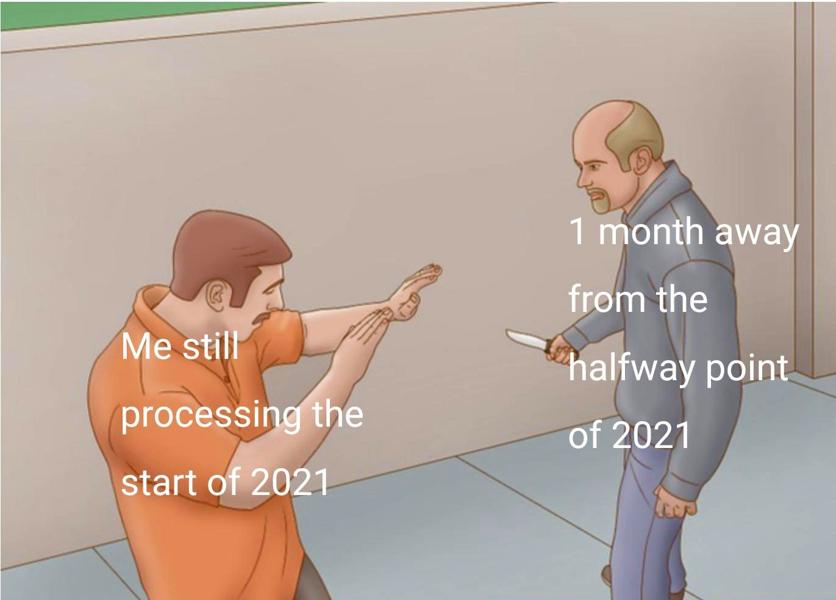 Me still
processing the
start of 2021
1 month away
from the
halfway point
of 2021